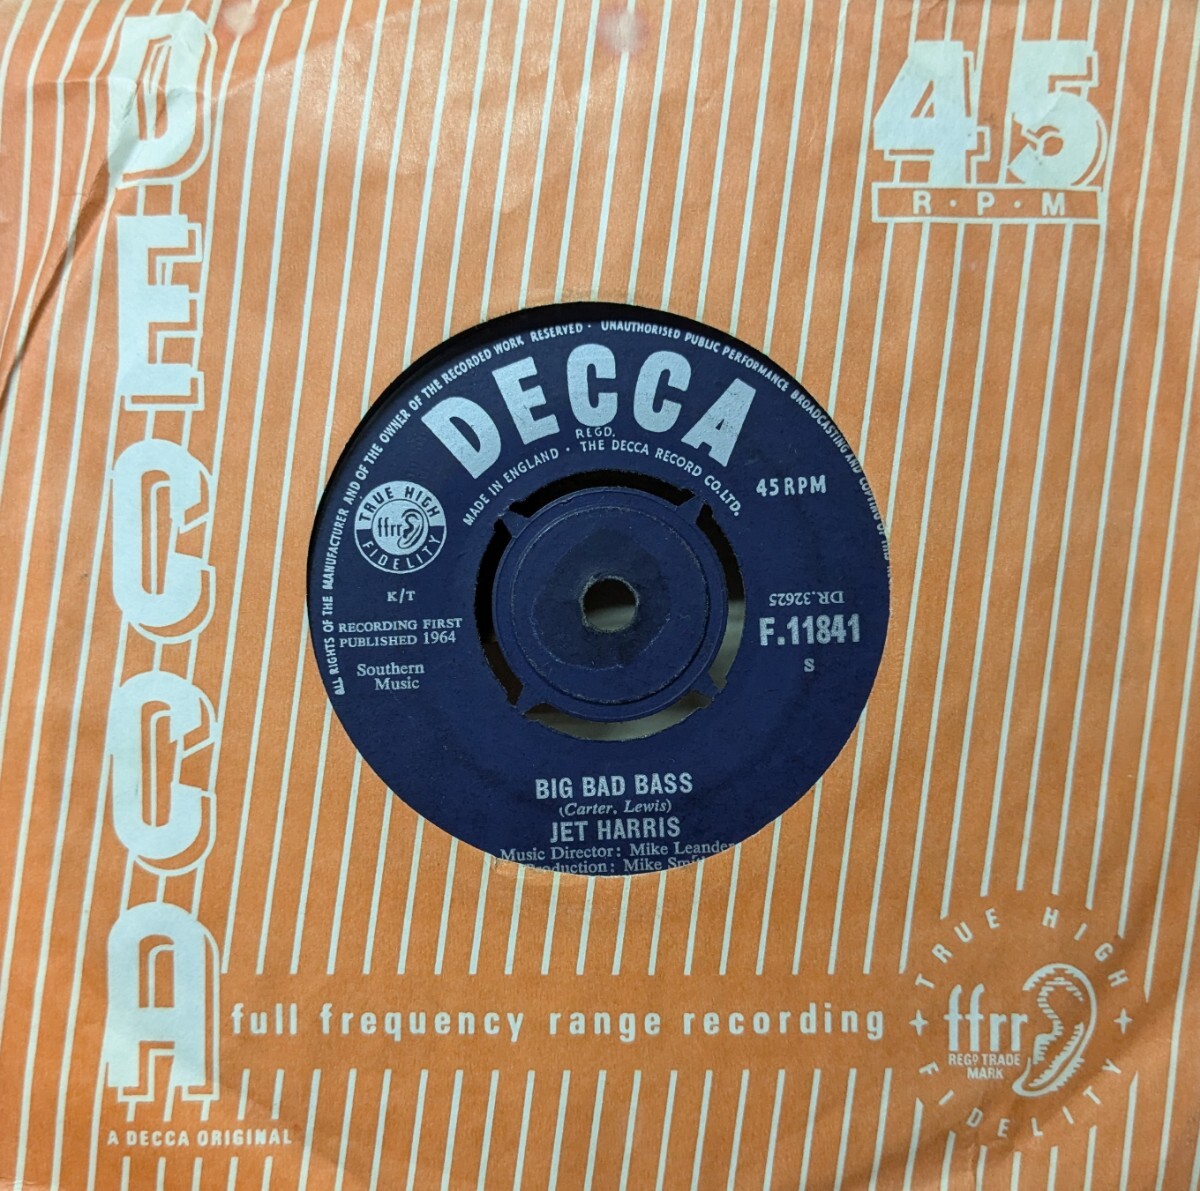 DECCA
45
R·P·M
ALL RIGHTS OF THE MANUFACTURER AND OF THE OWNER OF THE RECORDED WORK RESERVED · UNAUTHORISED PUBLIC PERFORMANCE BROADCASTING AND COPYING OF THIS
DECCA
REGD.
MADE IN ENGLAND · THE DECCA RECORD CO. LTD.
45 RPM
TRUE HIGH
ffrr
FIDELITY
K/T
RECORDING FIRST
PUBLISHED 1964
Southern
Music
DR.32625
F.11841
S
BIG BAD BASS
(Carter, Lewis)
JET HARRIS
Music Director: Mike Leander
Production: Mike
full frequency range recording
TRUE HIGH
ffrr
REGD TRADE
MARK
FIDELITY
A DECCA ORIGINAL